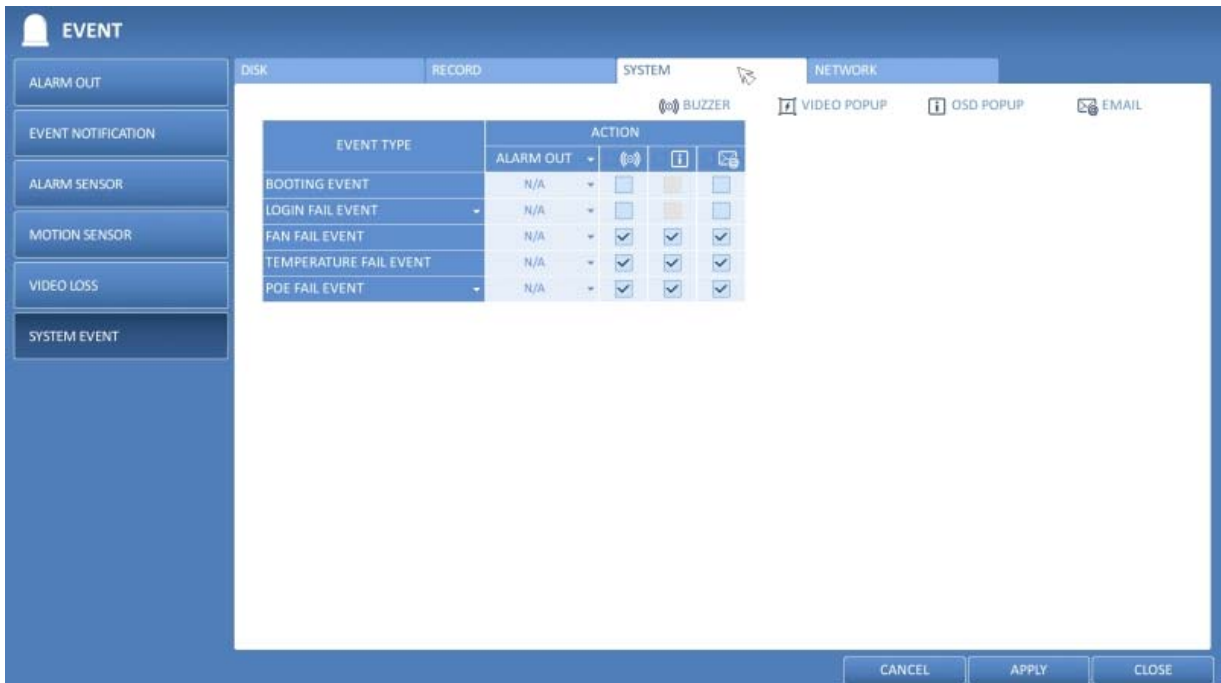 EVENT
ALARM OUT
EVENT NOTIFICATION
ALARM SENSOR
MOTION SENSOR
VIDEO LOSS
SYSTEM EVENT
DISK RECORD SYSTEM NETWORK
BUZZER VIDEO POPUP OSD POPUP EMAIL
EVENT TYPE ACTION
ALARM OUT
BOOTING EVENT N/A
LOGIN FAIL EVENT N/A
FAN FAIL EVENT N/A
TEMPERATURE FAIL EVENT N/A
POE FAIL EVENT N/A
CANCEL APPLY CLOSE